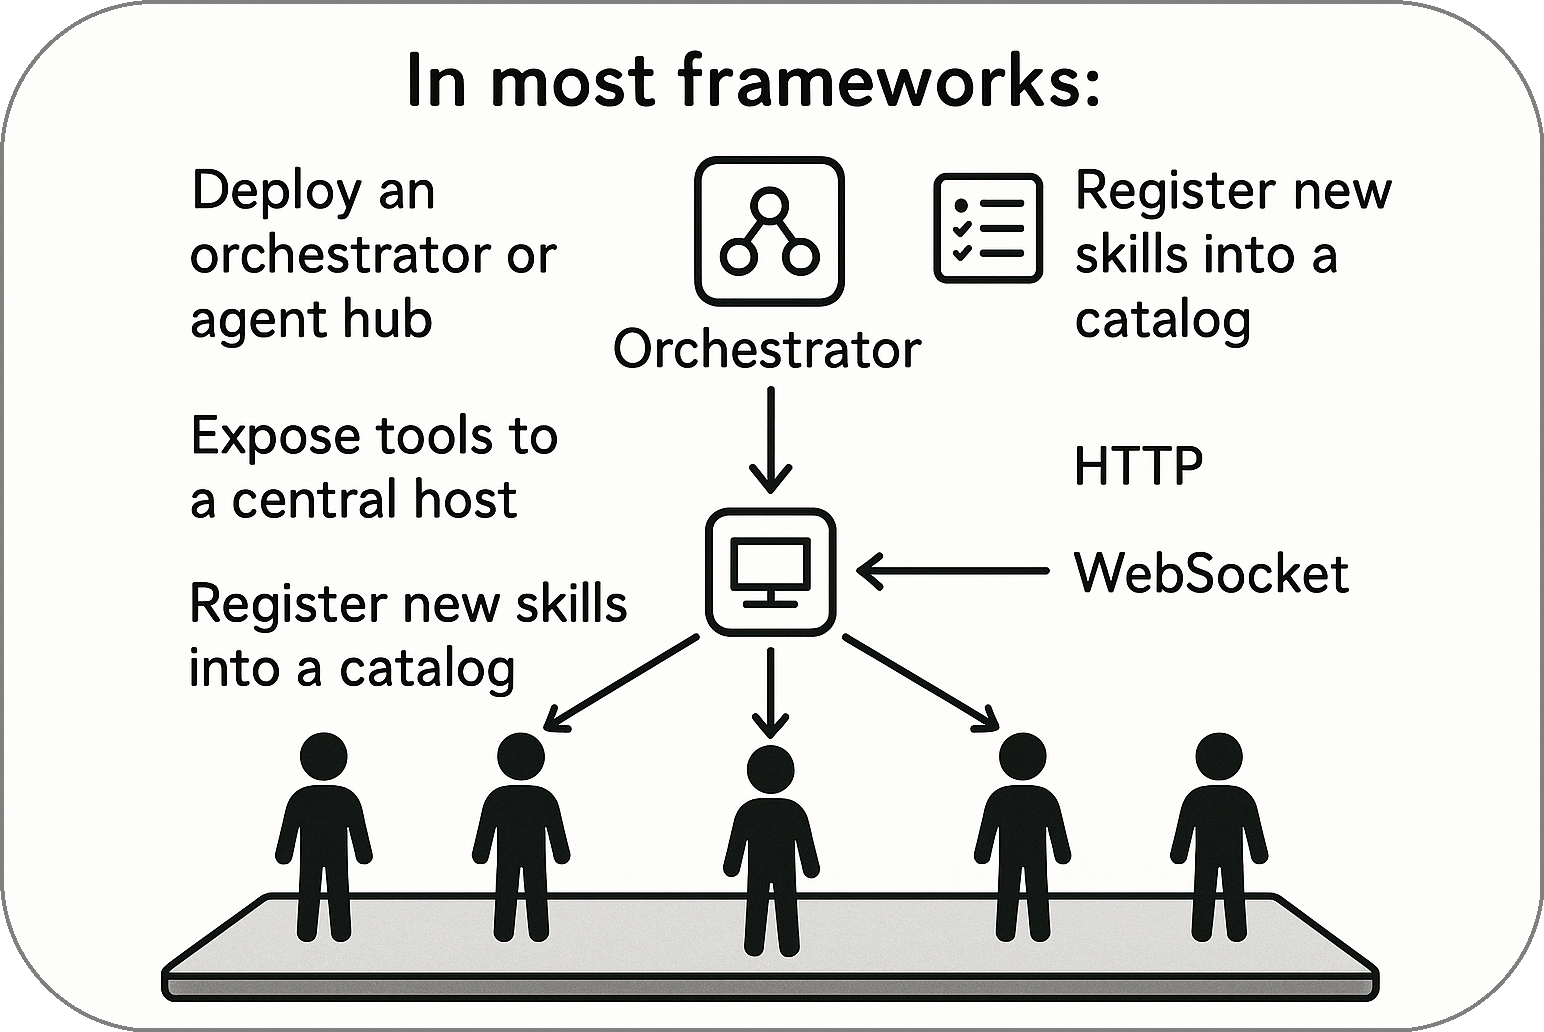 In most frameworks:
Deploy an
orchestrator or
agent hub
Orchestrator
Register new
skills into a
catalog
Expose tools to
a central host
HTTP
WebSocket
Register new skills
into a catalog